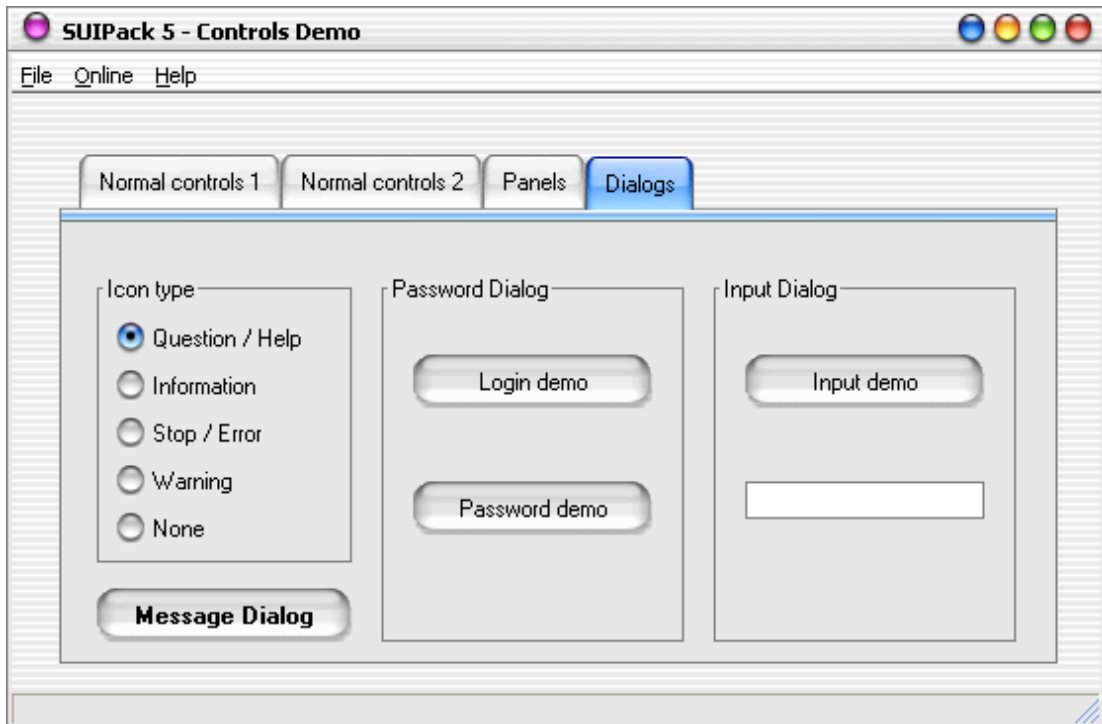 SUIPack 5 - Controls Demo
File Online Help
Normal controls 1 Normal controls 2 Panels Dialogs
Icon type
Question / Help
Information
Stop / Error
Warning
None
Message Dialog
Password Dialog
Login demo
Password demo
Input Dialog
Input demo